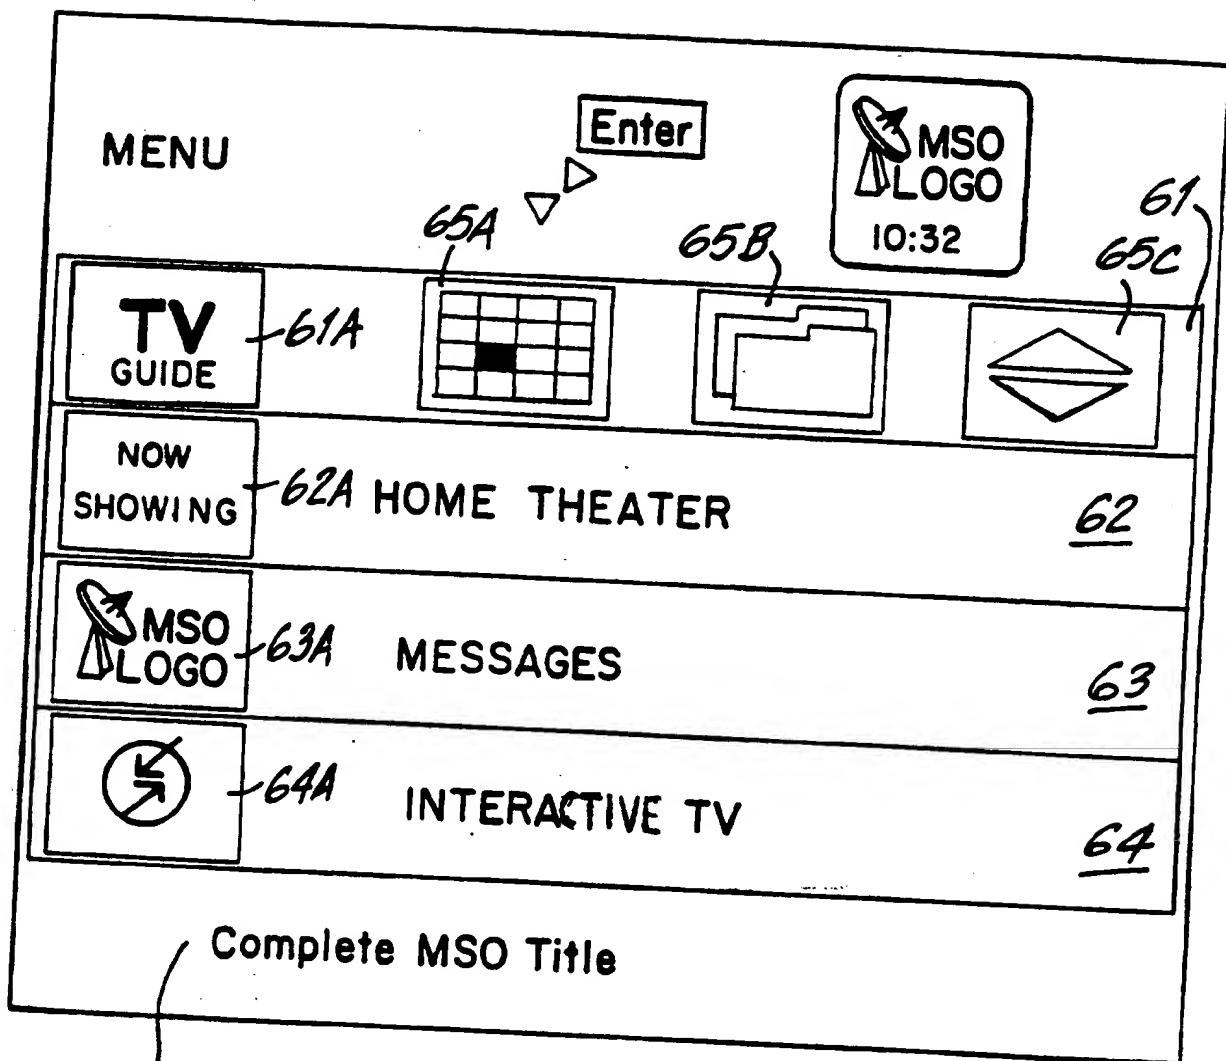 Enter
MENU
MSO
LOGO
10:32
61
65A
65B
65C
TV
GUIDE
61A
NOW
SHOWING
62A
HOME THEATER
62
MSO
LOGO
63A
MESSAGES
63
64A
INTERACTIVE TV
64
Complete MSO Title